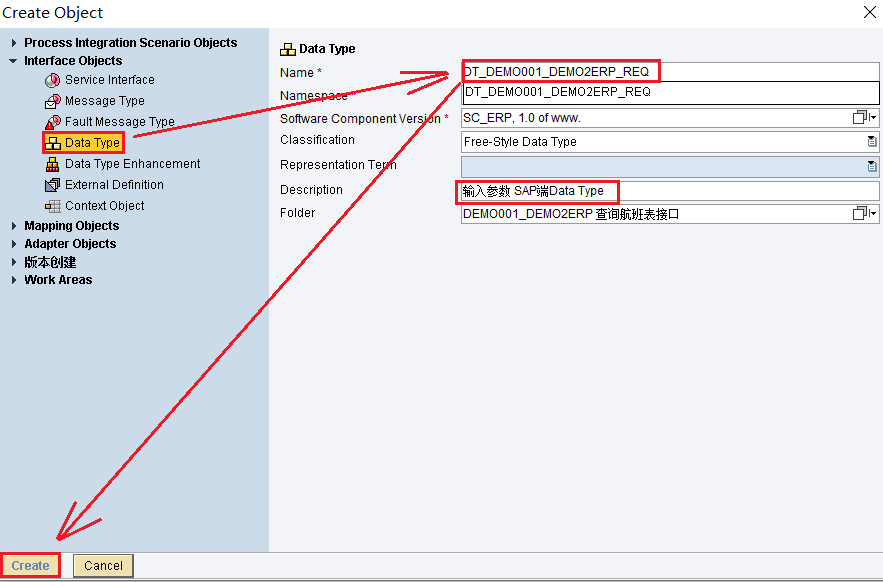 Create Object
Process Integration Scenario Objects
Interface Objects
Service Interface
Message Type
Fault Message Type
Data Type
Data Type Enhancement
External Definition
Context Object
Mapping Objects
Adapter Objects
版本创建
Work Areas
Data Type
Name * DT_DEMO001_DEMO2ERP_REQ
Namespace DT_DEMO001_DEMO2ERP_REQ
Software Component Version * SC_ERP, 1.0 of www.
Classification Free-Style Data Type
Representation Term
Description 输入参数 SAP端Data Type
Folder DEMO001_DEMO2ERP 查询航班表接口
Create Cancel